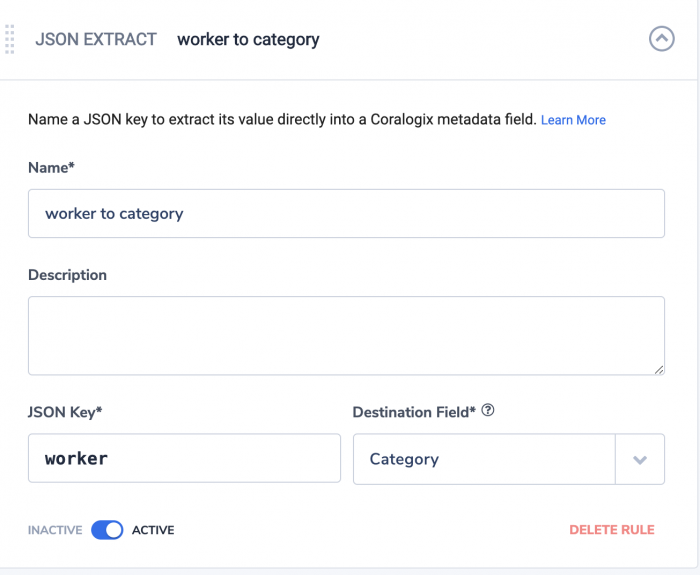 JSON EXTRACT worker to category
Name a JSON key to extract its value directly into a Coralogix metadata field. Learn More
Name*
worker to category
Description
JSON Key* Destination Field* ?
worker Category
INACTIVE ACTIVE DELETE RULE